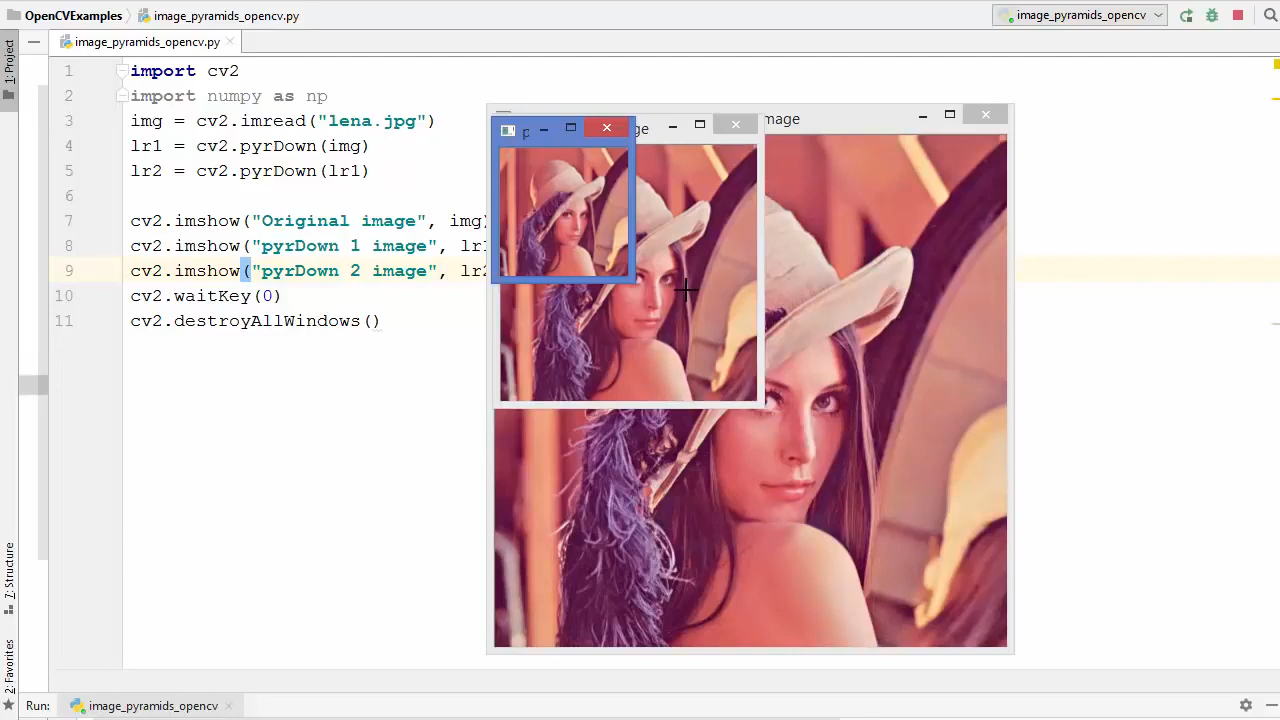 OpenCVExamples image_pyramids_opencv.py image_pyramids_opencv
image_pyramids_opencv.py
1: Project
1 import cv2
2 import numpy as np
3 img = cv2.imread("lena.jpg")
4 lr1 = cv2.pyrDown(img)
5 lr2 = cv2.pyrDown(lr1)
6
7 cv2.imshow("Original image", img)
8 cv2.imshow("pyrDown 1 image", lr1
9 cv2.imshow("pyrDown 2 image", lr2
10 cv2.waitKey(0)
11 cv2.destroyAllWindows()
p
ge
mage
7: Structure
2: Favorites
Run: image_pyramids_opencv